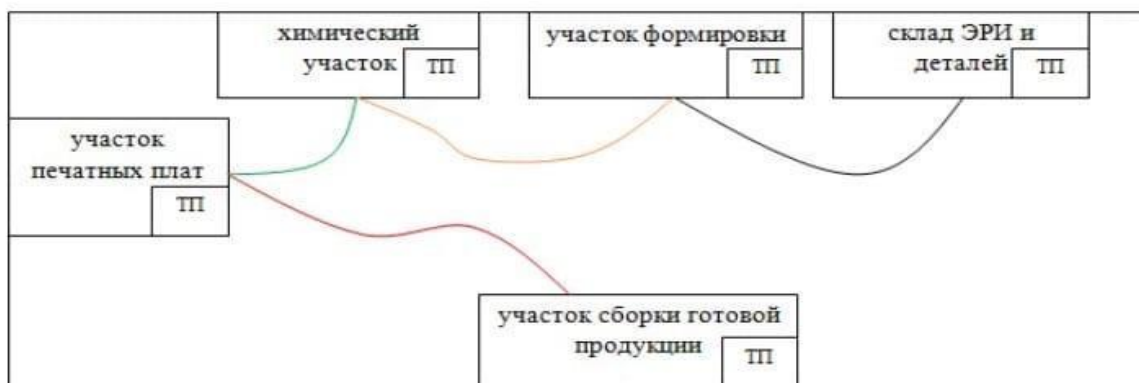 химический
участок
ТП
участок формировки
ТП
склад ЭРИ и
деталей
ТП
участок
печатных плат
ТП
участок сборки готовой
продукции
ТП